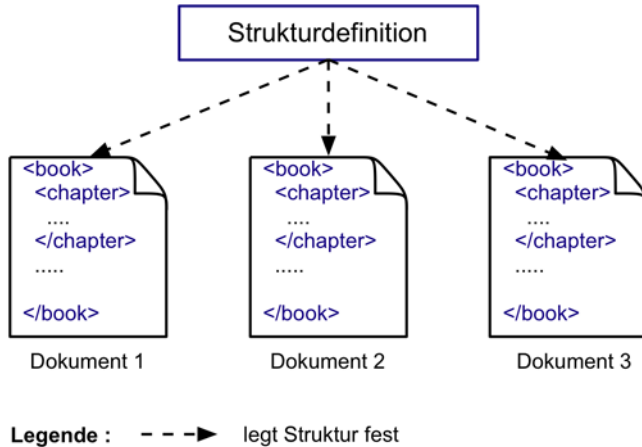 Strukturdefinition
<book>
<chapter>
....
</chapter>
.....
</book>
Dokument 1
<book>
<chapter>
....
</chapter>
.....
</book>
Dokument 2
<book>
<chapter>
....
</chapter>
.....
</book>
Dokument 3
Legende : legt Struktur fest